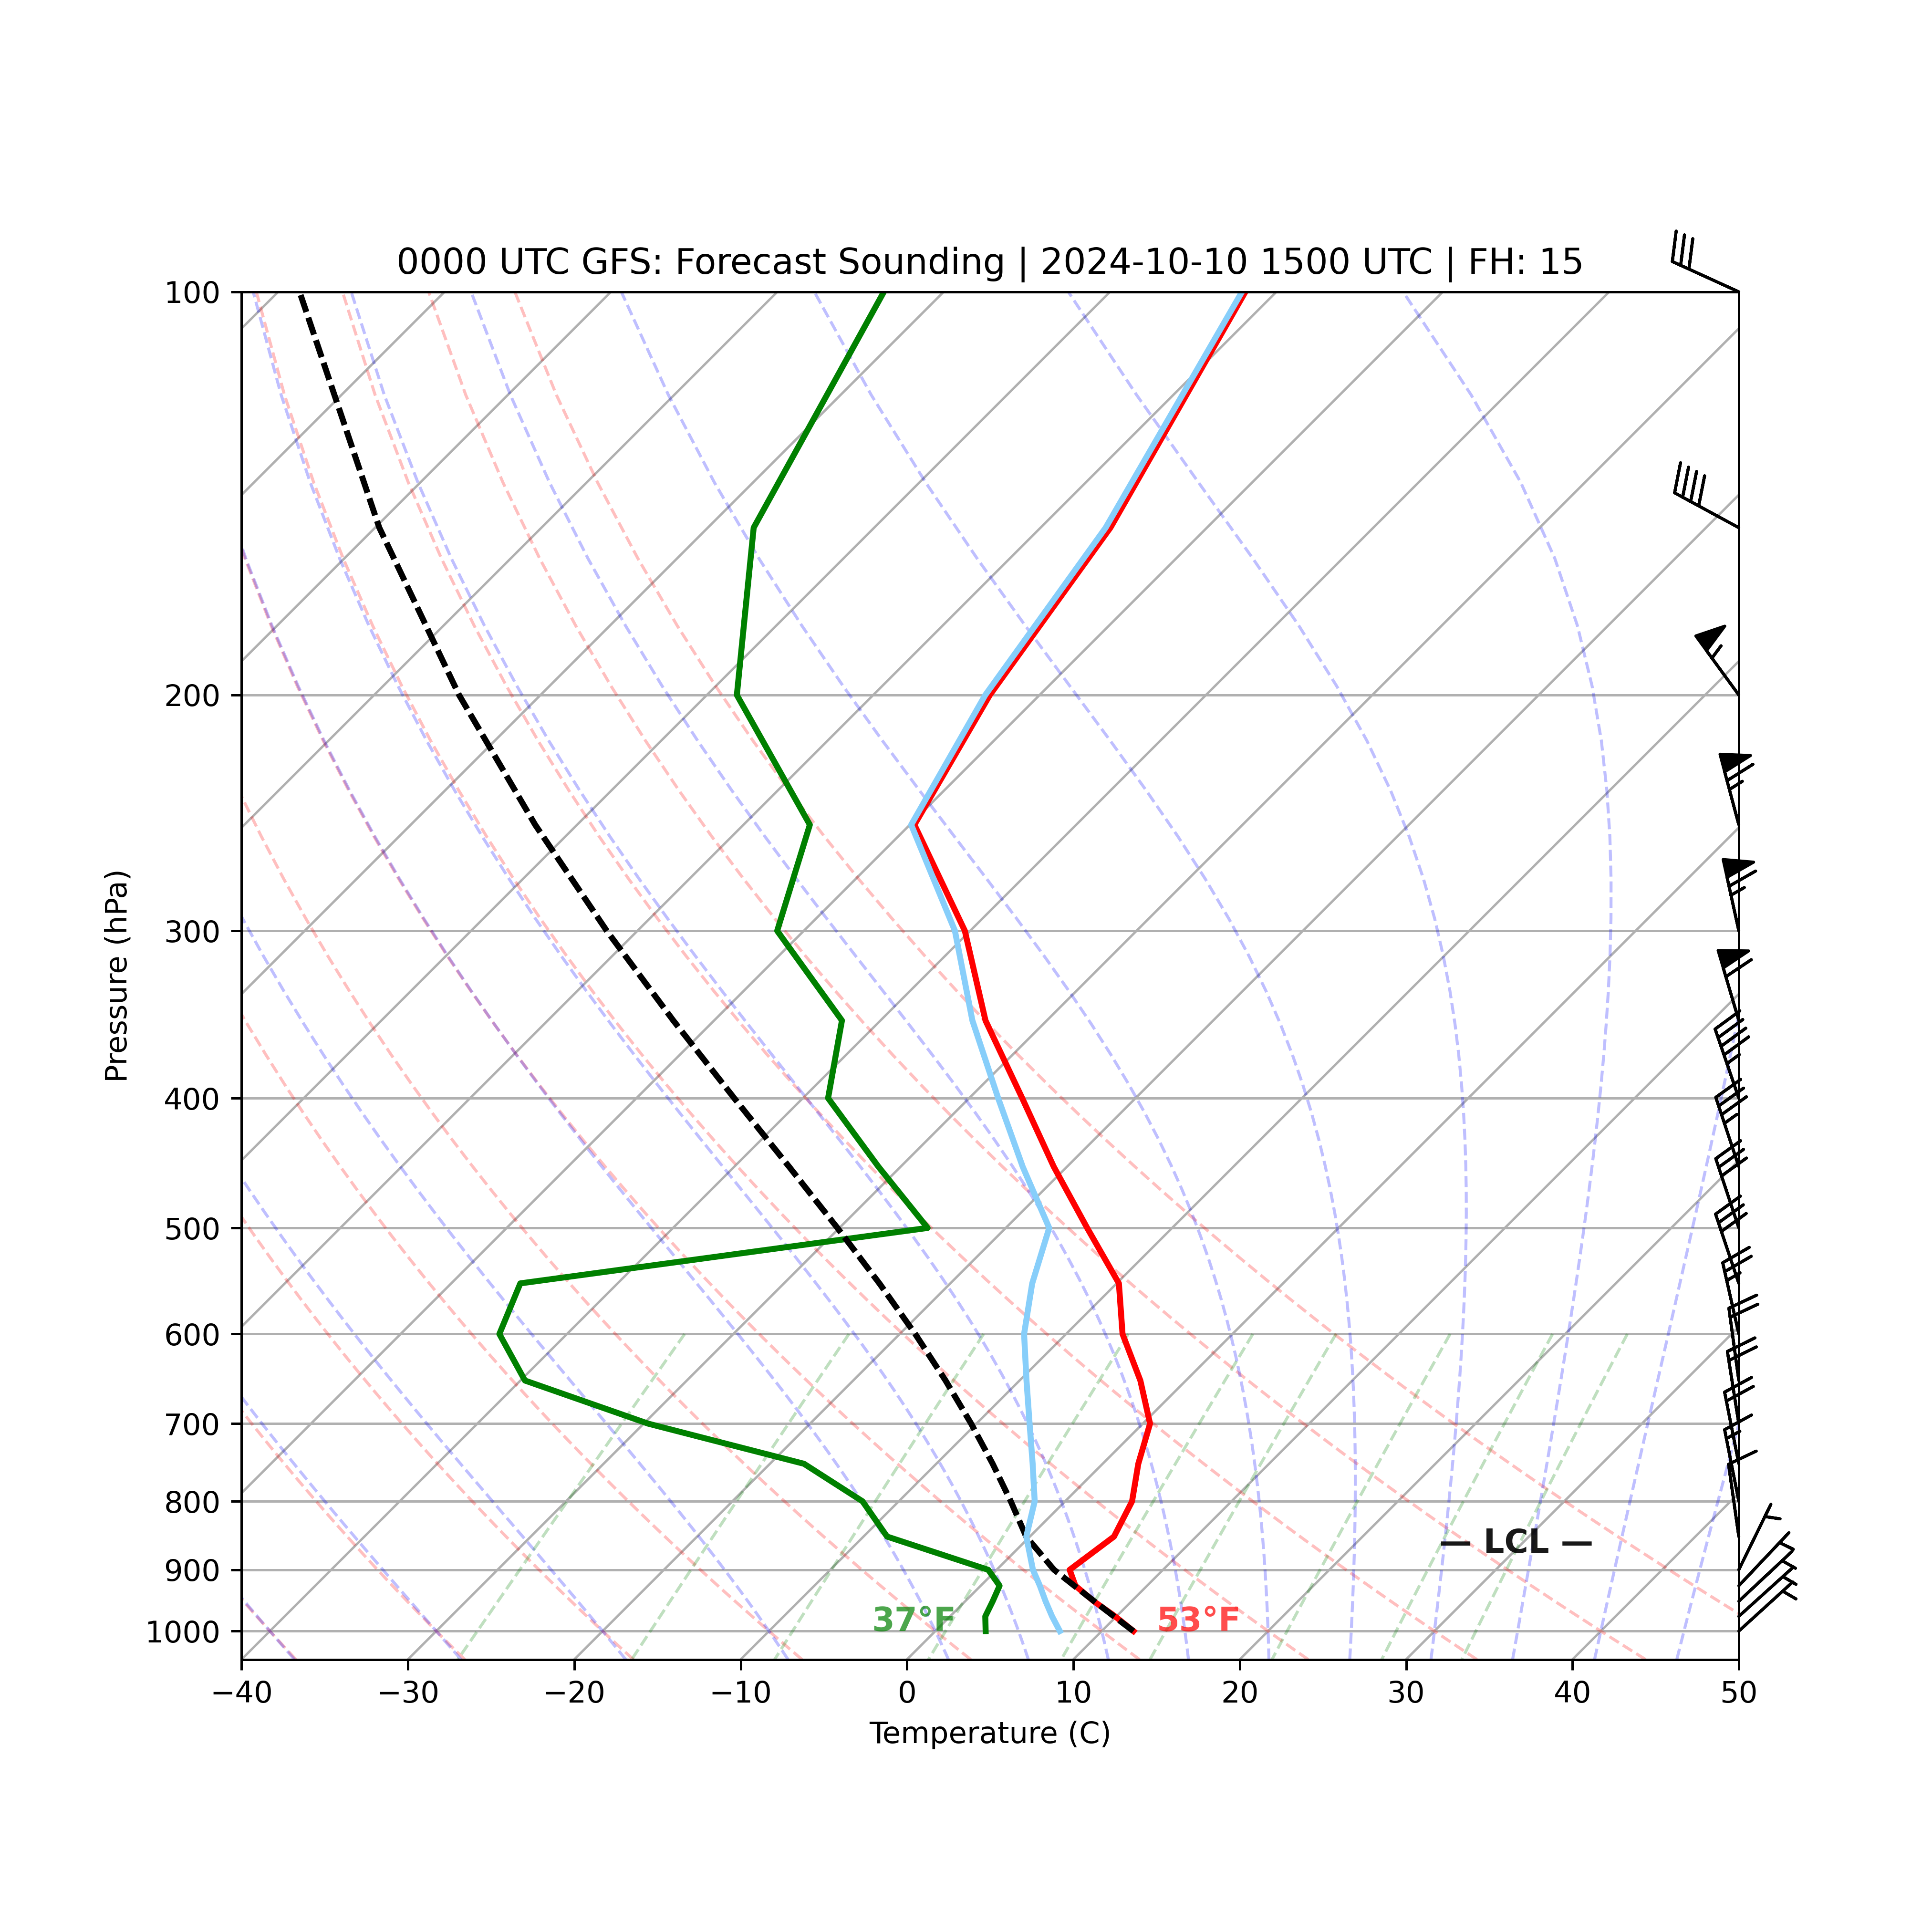 0000 UTC GFS: Forecast Sounding | 2024-10-10 1500 UTC | FH: 15
100
200
300
400
500
600
700
800
900
1000
Pressure (hPa)
— LCL —
37°F
53°F
−40 −30 −20 −10 0 10 20 30 40 50
Temperature (C)